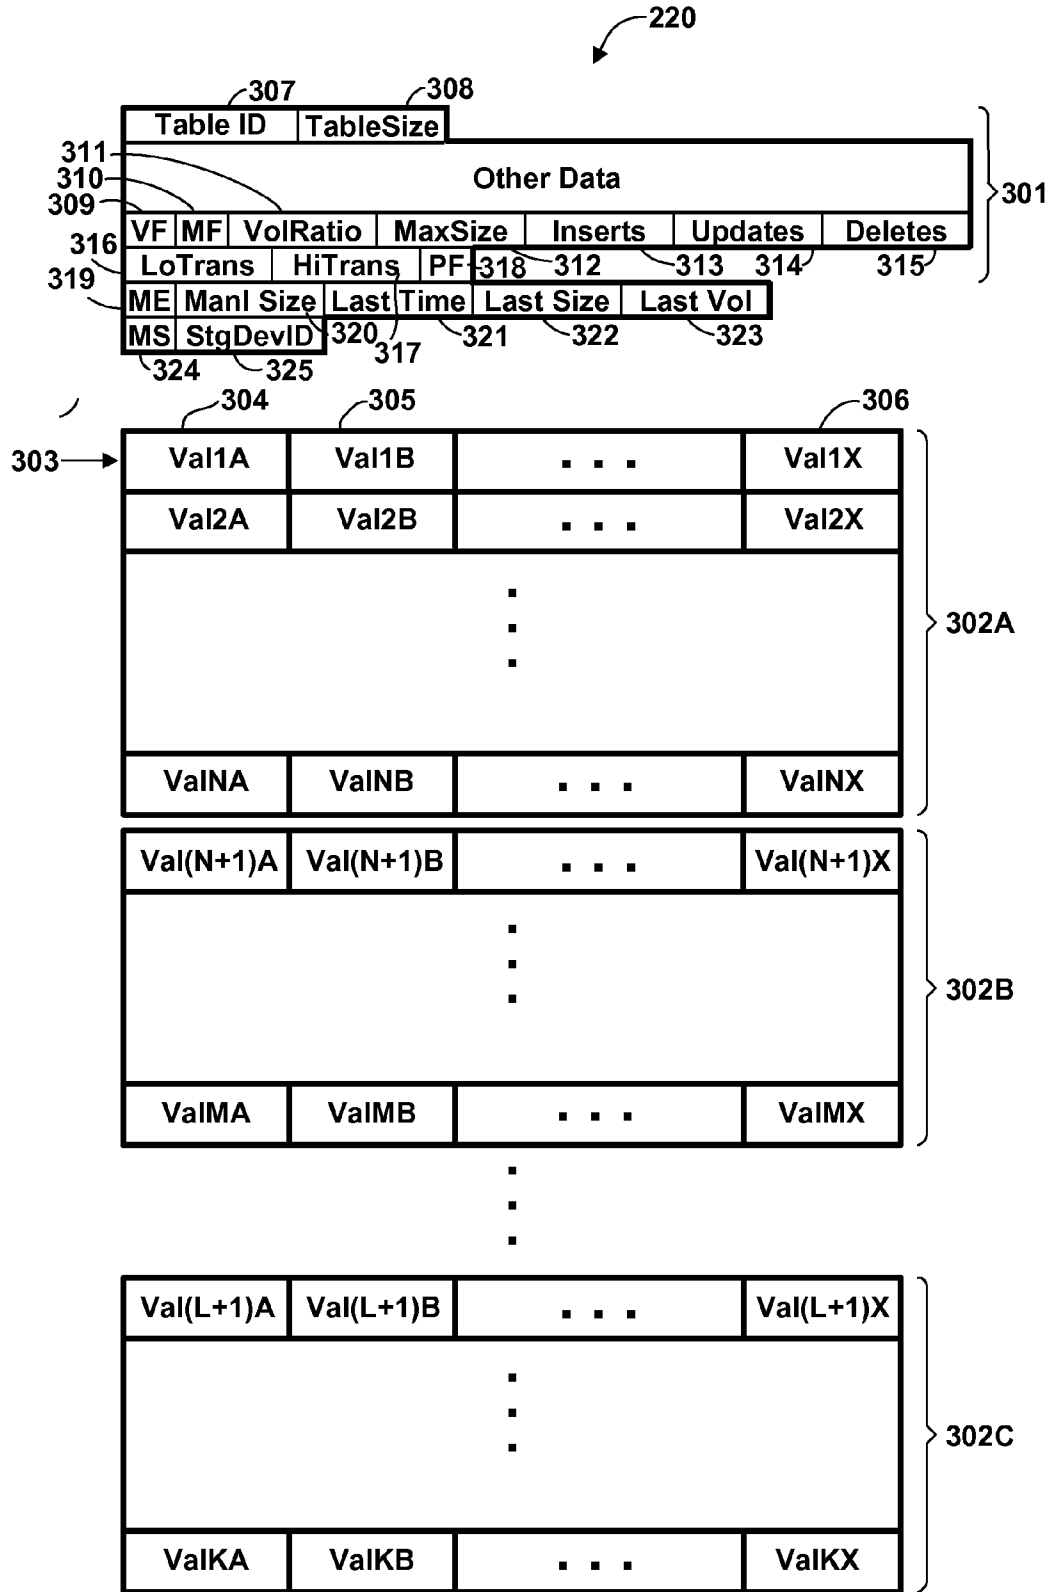 220
307 308
Table ID TableSize
311
310 Other Data 301
309
VF MF VolRatio MaxSize Inserts Updates Deletes
316
LoTrans HiTrans PF 318 312 313 314 315
319
ME Manl Size Last Time Last Size Last Vol
320 321 322 323
MS StgDevID 317
324 325
304 305 306
303 Val1A Val1B . . . Val1X
Val2A Val2B . . . Val2X
302A
ValNA ValNB . . . ValNX
Val(N+1)A Val(N+1)B . . . Val(N+1)X
302B
ValMA ValMB . . . ValMX
Val(L+1)A Val(L+1)B . . . Val(L+1)X
302C
ValKA ValKB . . . ValKX